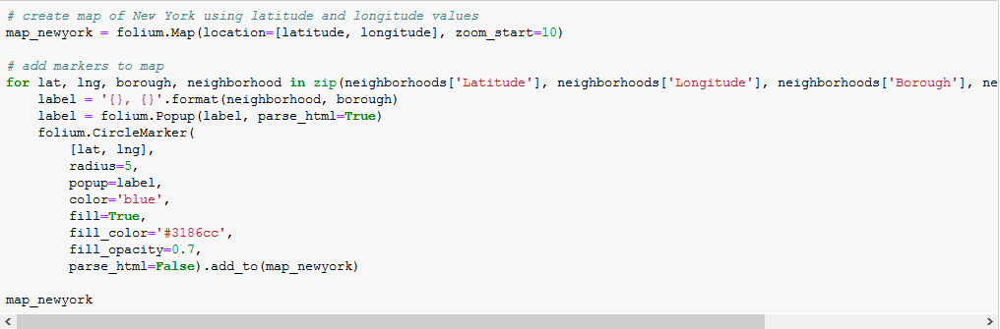 # create map of New York using latitude and longitude values
map_newyork = folium.Map(location=[latitude, longitude], zoom_start=10)
# add markers to map
for lat, lng, borough, neighborhood in zip(neighborhoods['Latitude'], neighborhoods['Longitude'], neighborhoods['Borough'], ne
    label = '{}, {}'.format(neighborhood, borough)
    label = folium.Popup(label, parse_html=True)
    folium.CircleMarker(
        [lat, lng],
        radius=5,
        popup=label,
        color='blue',
        fill=True,
        fill_color='#3186cc',
        fill_opacity=0.7,
        parse_html=False).add_to(map_newyork)
map_newyork